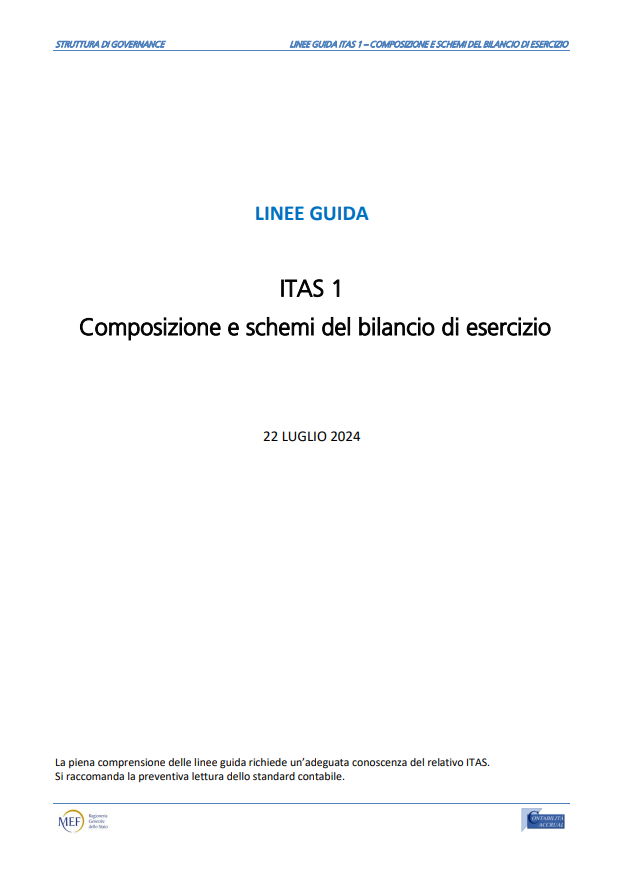 STRUTTURA DI GOVERNANCE
LINEE GUIDA ITAS 1 – COMPOSIZIONE E SCHEMI DEL BILANCIO DI ESERCIZIO
LINEE GUIDA
ITAS 1
Composizione e schemi del bilancio di esercizio
22 LUGLIO 2024
La piena comprensione delle linee guida richiede un’adeguata conoscenza del relativo ITAS.
Si raccomanda la preventiva lettura dello standard contabile.
MEF
Ragioneria
Generale
dello Stato
CONTABILITÀ
ACCRUAL